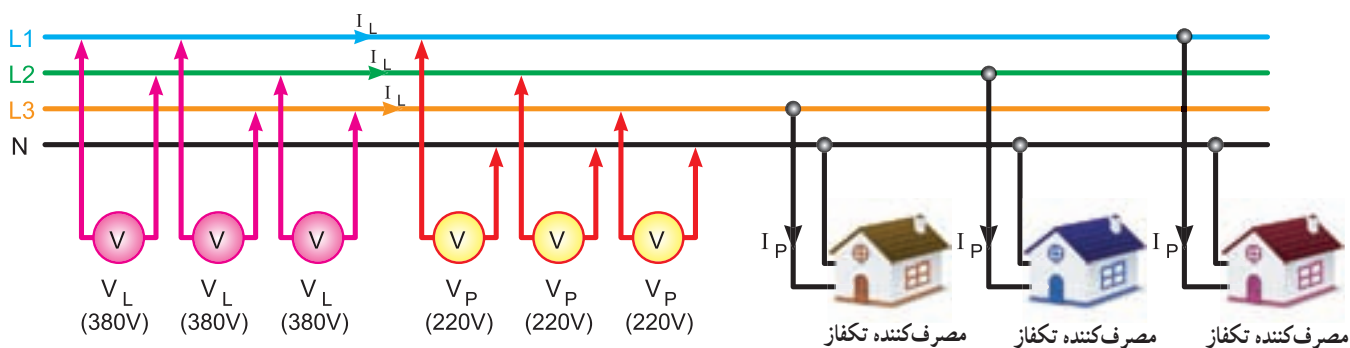 L1
L2
L3
N
I L
I L
I L
V
V
V
V
V
V
V L
(380V)
V L
(380V)
V L
(380V)
V P
(220V)
V P
(220V)
V P
(220V)
I P
I P
I P
مصرف‌کننده تکفاز
مصرف‌کننده تکفاز
مصرف‌کننده تکفاز